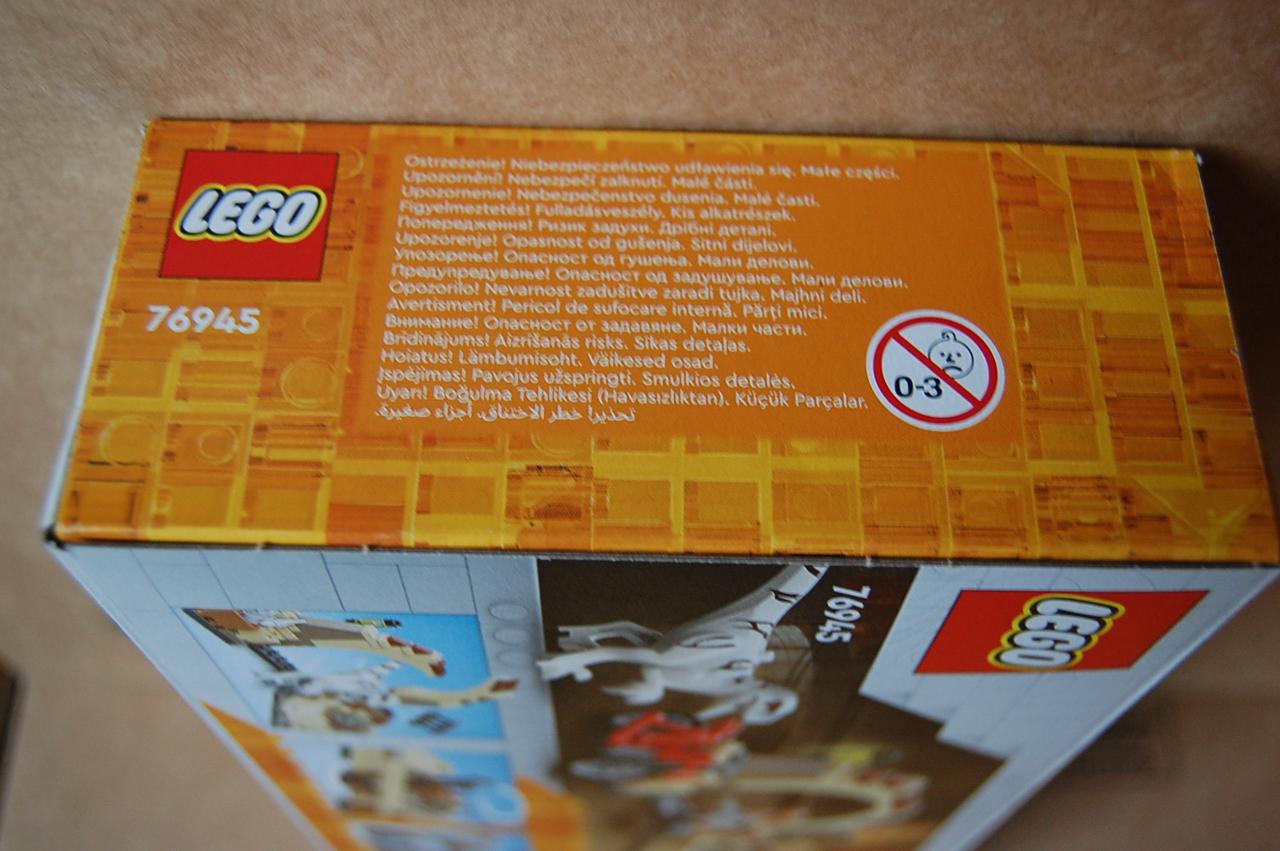 LEGO
76945
Ostrzeżenie! Niebezpieczeństwo udławienia się. Małe części.
Upozornění! Nebezpečí zalknutí. Malé části.
Upozornenie! Nebezpečenstvo dusenia. Malé časti.
Figyelmeztetés! Fulladásveszély. Kis alkatrészek.
Попередження! Ризик задухи. Дрібні деталі.
Upozorenje! Opasnost od gušenja. Sitni dijelovi.
Упозорење! Опасност од гушења. Мали делови.
Предупредување! Опасност од задушување. Мали делови.
Opozorilo! Nevarnost zadušitve zaradi tujka. Majhni deli.
Avertisment! Pericol de sufocare internă. Părți mici.
Внимание! Опасност от задавяне. Малки части.
Brīdinājums! Aizrīšanās risks. Sīkas detaļas.
Hoiatus! Lämbumisoht. Väikesed osad.
Įspėjimas! Pavojus užspringti. Smulkios detalės.
Uyarı! Boğulma Tehlikesi (Havasızlıktan). Küçük Parçalar.
تحذير! خطر الاختناق. أجزاء صغيرة.
0-3
76945
LEGO